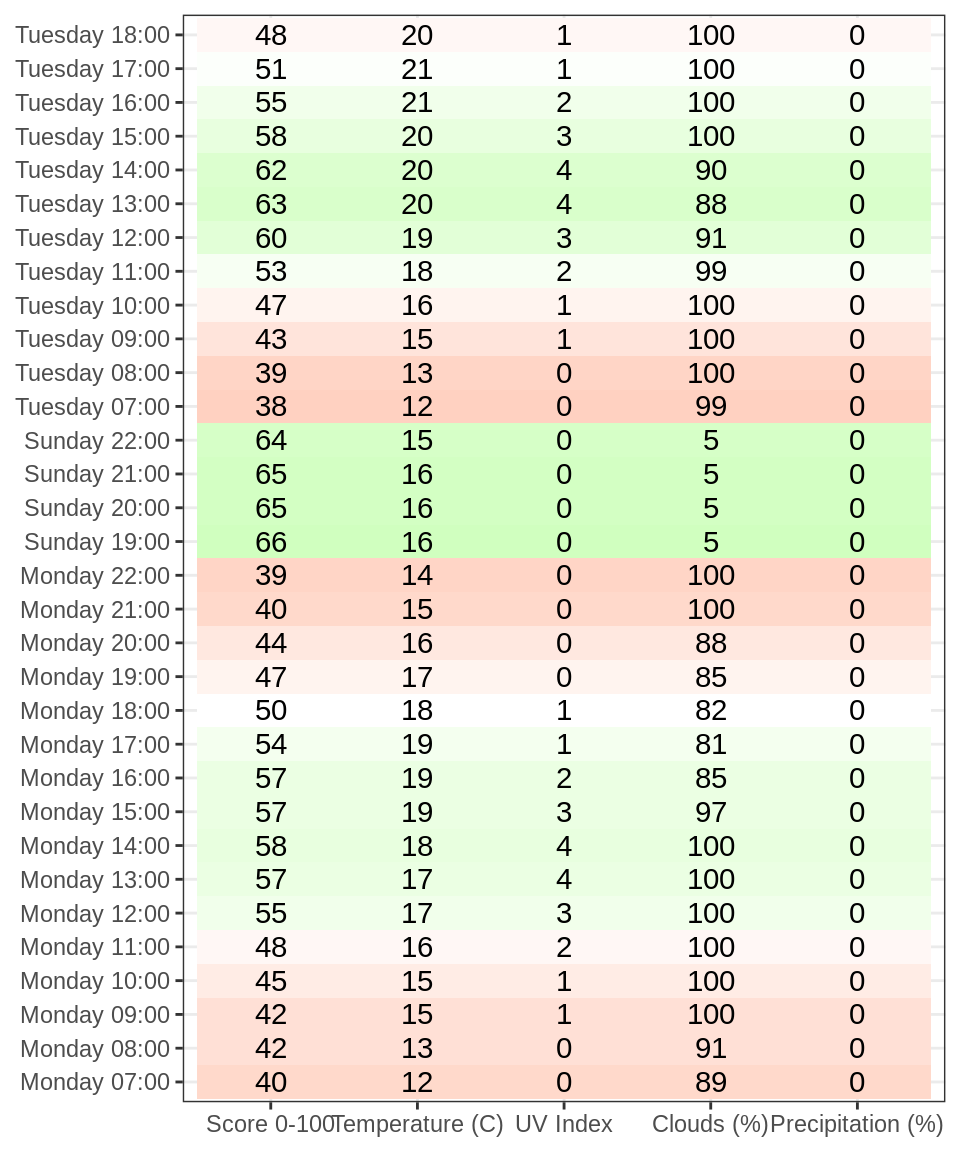 Tuesday 18:00 48 20 1 100 0
Tuesday 17:00 51 21 1 100 0
Tuesday 16:00 55 21 2 100 0
Tuesday 15:00 58 20 3 100 0
Tuesday 14:00 62 20 4 90 0
Tuesday 13:00 63 20 4 88 0
Tuesday 12:00 60 19 3 91 0
Tuesday 11:00 53 18 2 99 0
Tuesday 10:00 47 16 1 100 0
Tuesday 09:00 43 15 1 100 0
Tuesday 08:00 39 13 0 100 0
Tuesday 07:00 38 12 0 99 0
Sunday 22:00 64 15 0 5 0
Sunday 21:00 65 16 0 5 0
Sunday 20:00 65 16 0 5 0
Sunday 19:00 66 16 0 5 0
Monday 22:00 39 14 0 100 0
Monday 21:00 40 15 0 100 0
Monday 20:00 44 16 0 88 0
Monday 19:00 47 17 0 85 0
Monday 18:00 50 18 1 82 0
Monday 17:00 54 19 1 81 0
Monday 16:00 57 19 2 85 0
Monday 15:00 57 19 3 97 0
Monday 14:00 58 18 4 100 0
Monday 13:00 57 17 4 100 0
Monday 12:00 55 17 3 100 0
Monday 11:00 48 16 2 100 0
Monday 10:00 45 15 1 100 0
Monday 09:00 42 15 1 100 0
Monday 08:00 42 13 0 91 0
Monday 07:00 40 12 0 89 0
Score 0-100 Temperature (C) UV Index Clouds (%) Precipitation (%)